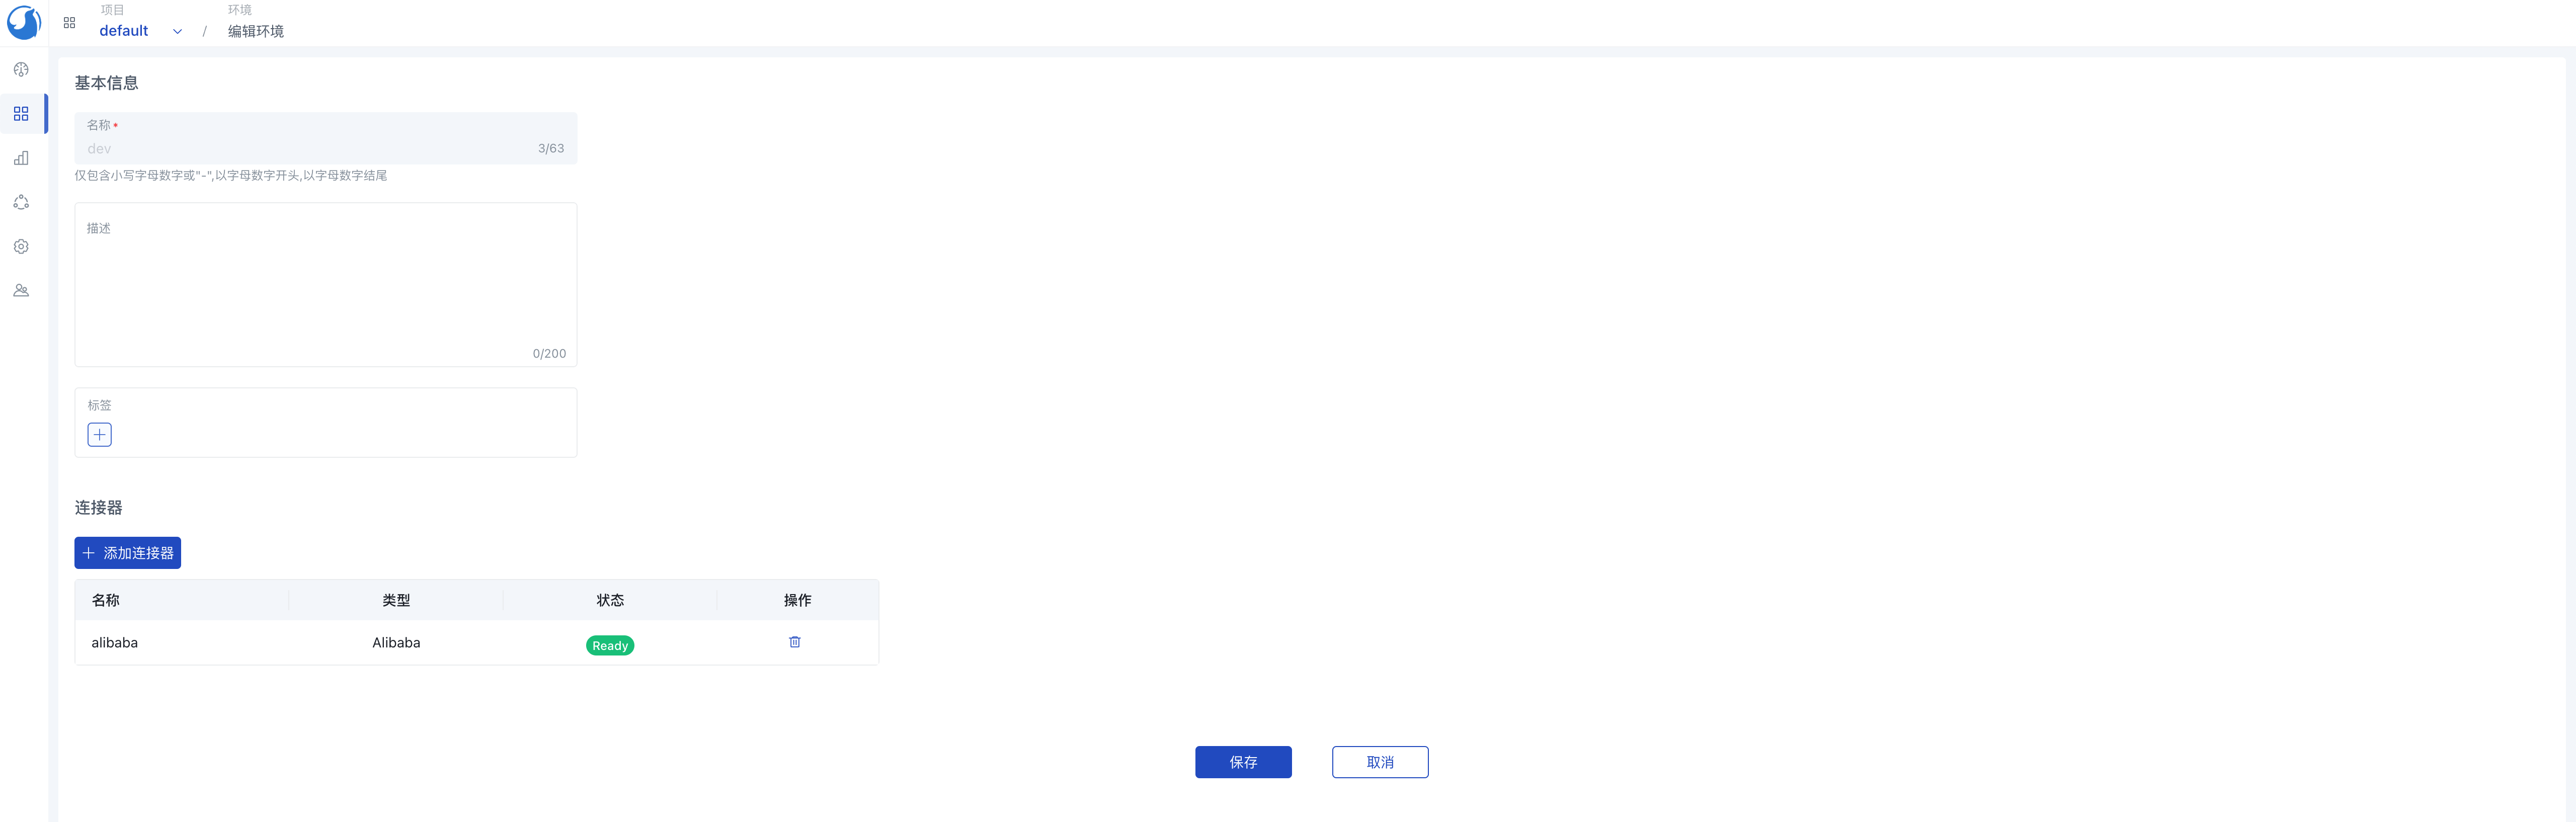 项目
环境
default / 编辑环境
基本信息
名称*
dev 3/63
仅包含小写字母数字或"-",以字母数字开头,以字母数字结尾
描述
0/200
标签
连接器
添加连接器
名称 类型 状态 操作
alibaba Alibaba Ready
保存 取消